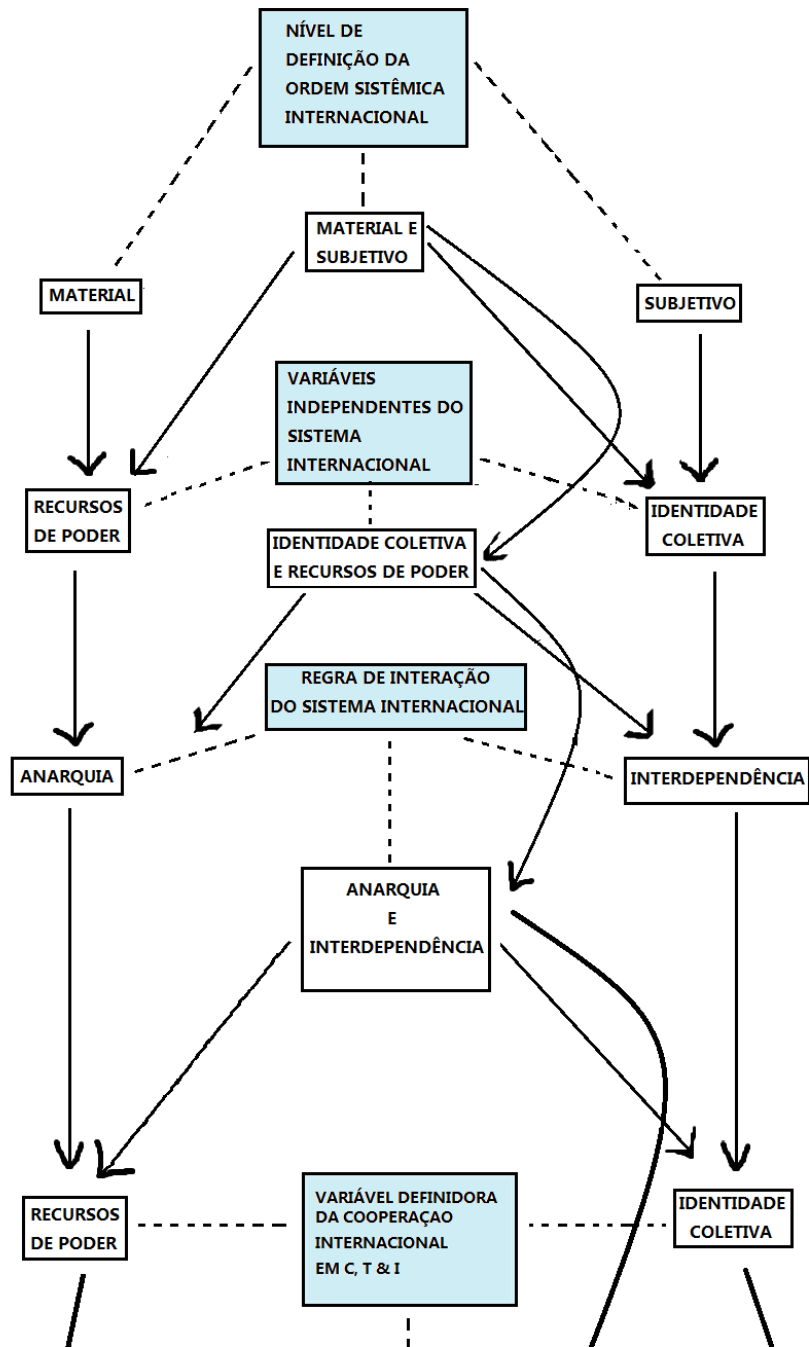 NÍVEL DE
DEFINIÇÃO DA
ORDEM SISTÊMICA
INTERNACIONAL
MATERIAL E
SUBJETIVO
MATERIAL
SUBJETIVO
VARIÁVEIS
INDEPENDENTES DO
SISTEMA
INTERNACIONAL
RECURSOS
DE PODER
IDENTIDADE COLETIVA
E RECURSOS DE PODER
IDENTIDADE
COLETIVA
REGRA DE INTERAÇÃO
DO SISTEMA INTERNACIONAL
ANARQUIA
INTERDEPENDÊNCIA
ANARQUIA
E
INTERDEPENDÊNCIA
RECURSOS
DE PODER
VARIÁVEL DEFINIDORA
DA COOPERAÇAO
INTERNACIONAL
EM C, T & I
IDENTIDADE
COLETIVA